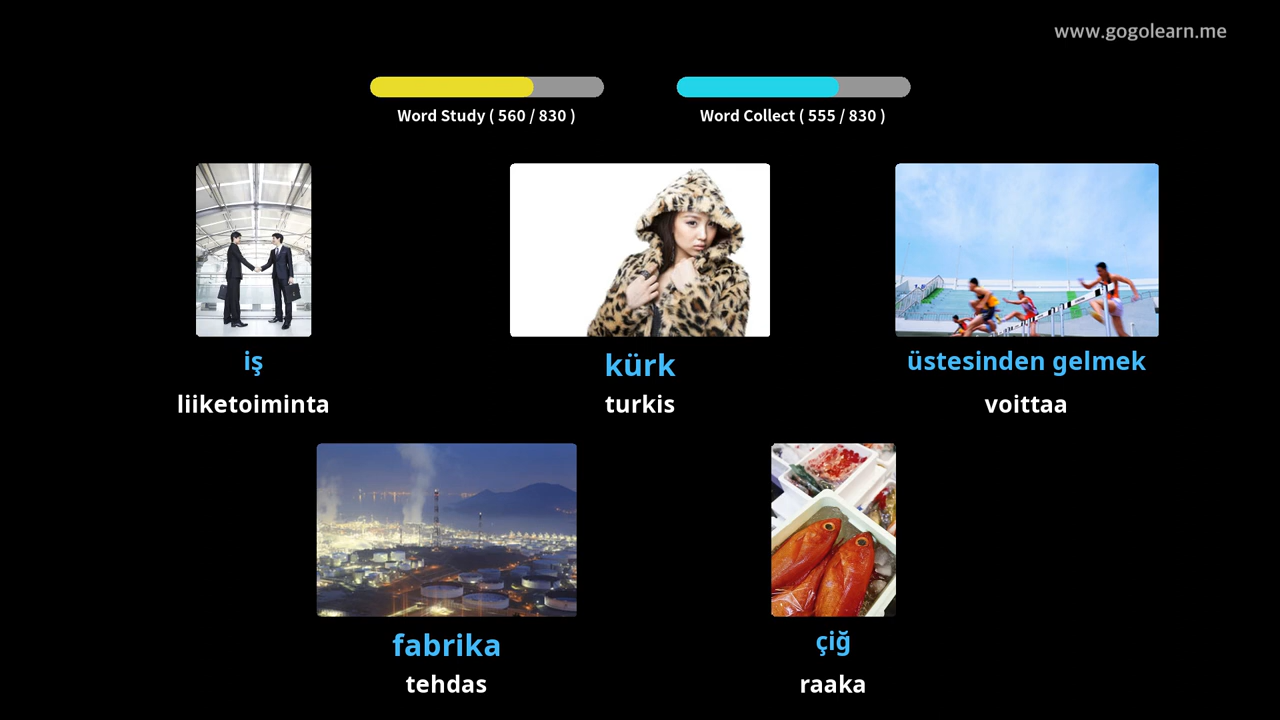 www.gogolearn.me
Word Study ( 560 / 830 )
Word Collect ( 555 / 830 )
iş
liiketoiminta
kürk
turkis
üstesinden gelmek
voittaa
fabrika
tehdas
çiğ
raaka